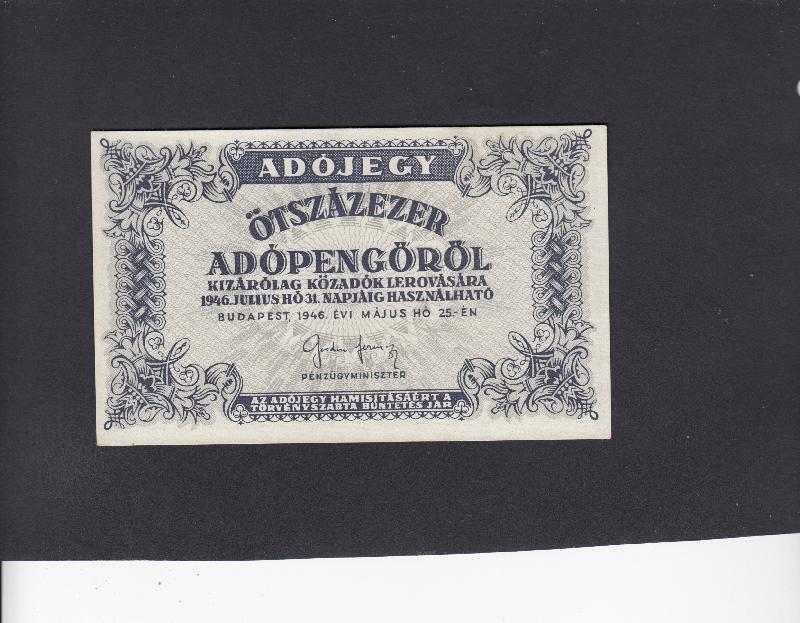 ADÓJEGY
ÖTSZÁZEZER
ADÓPENGŐRŐL
KIZÁRÓLAG KÖZADÓK LEROVÁSÁRA
1946. JULIUS HÓ 31. NAPJÁIG HASZNÁLHATÓ
BUDAPEST, 1946. ÉVI MÁJUS HÓ 25.-ÉN
PÉNZÜGYMINISZTER
AZ ADÓJEGY HAMISITÁSAÉRT A
TÖRVÉNYSZABTA BÜNTETÉS JÁR